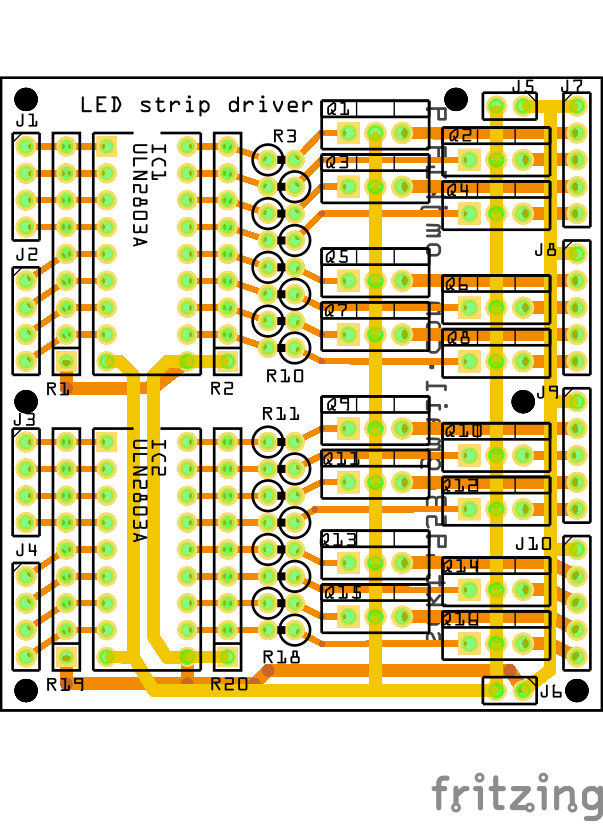 J5
J7
LED strip driver
Q1
J1
R3
Q2
IC1
ULN2803A
Q3
Q4
J2
J8
Q5
Q6
Q7
Q8
R10
R1
R2
J9
Q9
J3
R11
Q10
IC2
ULN2803A
Q11
Q12
Q13
J10
J4
Q14
Q15
Q16
R18
R19
R20
J6
fritzing